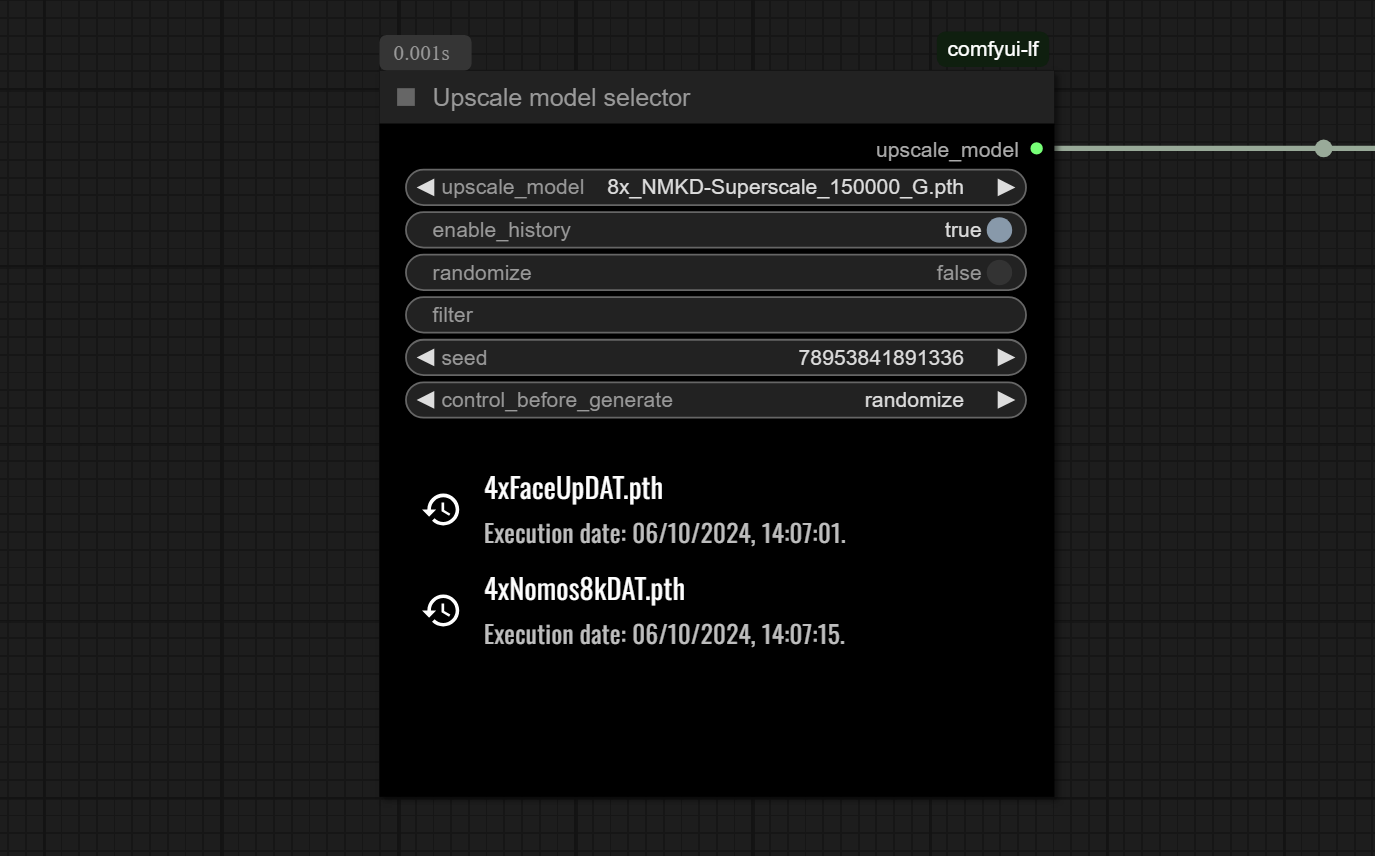 0.001s
comfyui-lf
Upscale model selector
upscale_model
upscale_model 8x_NMKD-Superscale_150000_G.pth
enable_history true
randomize false
filter
seed 78953841891336
control_before_generate randomize
4xFaceUpDAT.pth
Execution date: 06/10/2024, 14:07:01.
4xNomos8kDAT.pth
Execution date: 06/10/2024, 14:07:15.